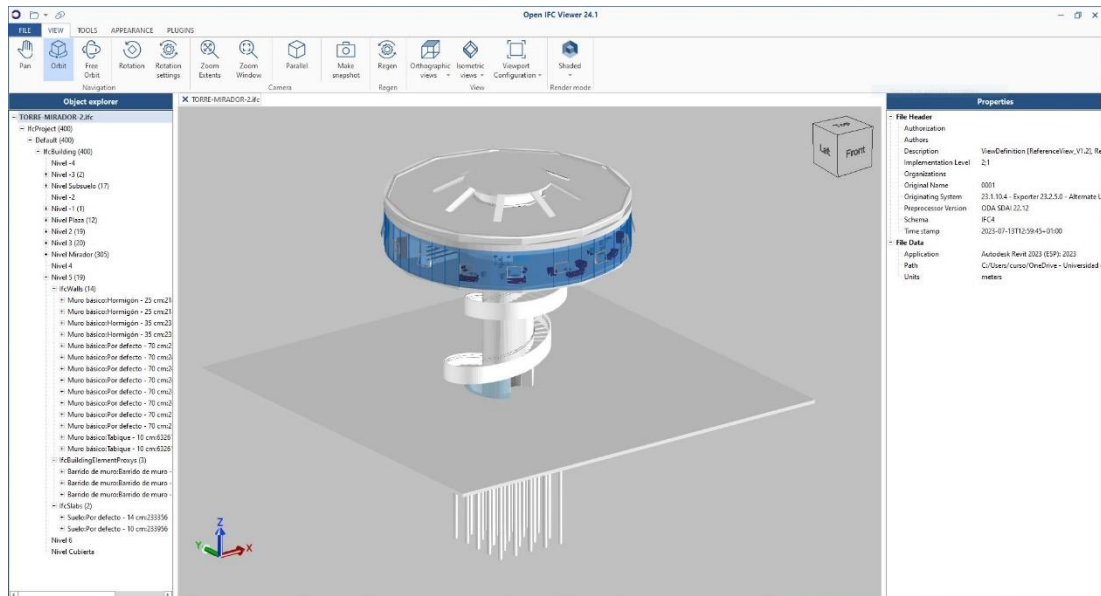 Open IFC Viewer 24.1
FILE VIEW TOOLS APPEARANCE PLUGINS
Pan Orbit Free Orbit Rotation Rotation settings Zoom Extents Zoom Window Parallel Make snapshot Regen Orthographic views Isometric views Viewport Configuration Shaded
Navigation Camera Regen View Render mode
Object explorer
TORRE-MIRADOR-2.ifc
IfcProject (400)
Default (400)
IfcBuilding (400)
Nivel -4
Nivel -3 (2)
Nivel Subsuelo (17)
Nivel -2
Nivel -1 (1)
Nivel Plaza (12)
Nivel 2 (19)
Nivel 3 (20)
Nivel Mirador (305)
Nivel 4
Nivel 5 (19)
IfcWalls (14)
Muro básico:Hormigón - 25 cm:21
Muro básico:Hormigón - 25 cm:21
Muro básico:Hormigón - 35 cm:23
Muro básico:Hormigón - 35 cm:23
Muro básico:Por defecto - 70 cm:2
Muro básico:Por defecto - 70 cm:2
Muro básico:Por defecto - 70 cm:2
Muro básico:Por defecto - 70 cm:2
Muro básico:Por defecto - 70 cm:2
Muro básico:Por defecto - 70 cm:2
Muro básico:Por defecto - 70 cm:2
Muro básico:Por defecto - 70 cm:2
Muro básico:Tabique - 10 cm:6326
Muro básico:Tabique - 10 cm:6326
IfcBuildingElementProxys (3)
Barrido de muro:Barrido de muro -
Barrido de muro:Barrido de muro -
Barrido de muro:Barrido de muro -
IfcSlabs (2)
Suelo:Por defecto - 14 cm:233356
Suelo:Por defecto - 10 cm:233956
Nivel 6
Nivel Cubierta
TORRE-MIRADOR-2.ifc
Top
Lat Front
Z
Y X
Properties
File Header
Authorization
Authors
Description ViewDefinition [ReferenceView_V1.2], Re
Implementation Level 2;1
Organizations
Original Name 0001
Originating System 23.1.10.4 - Exporter 23.2.5.0 - Alternate U
Preprocessor Version ODA SDAI 22.12
Schema IFC4
Time stamp 2023-07-13T12:59:45+01:00
File Data
Application Autodesk Revit 2023 (ESP): 2023
Path C:/Users/curso/OneDrive - Universidad
Units meters